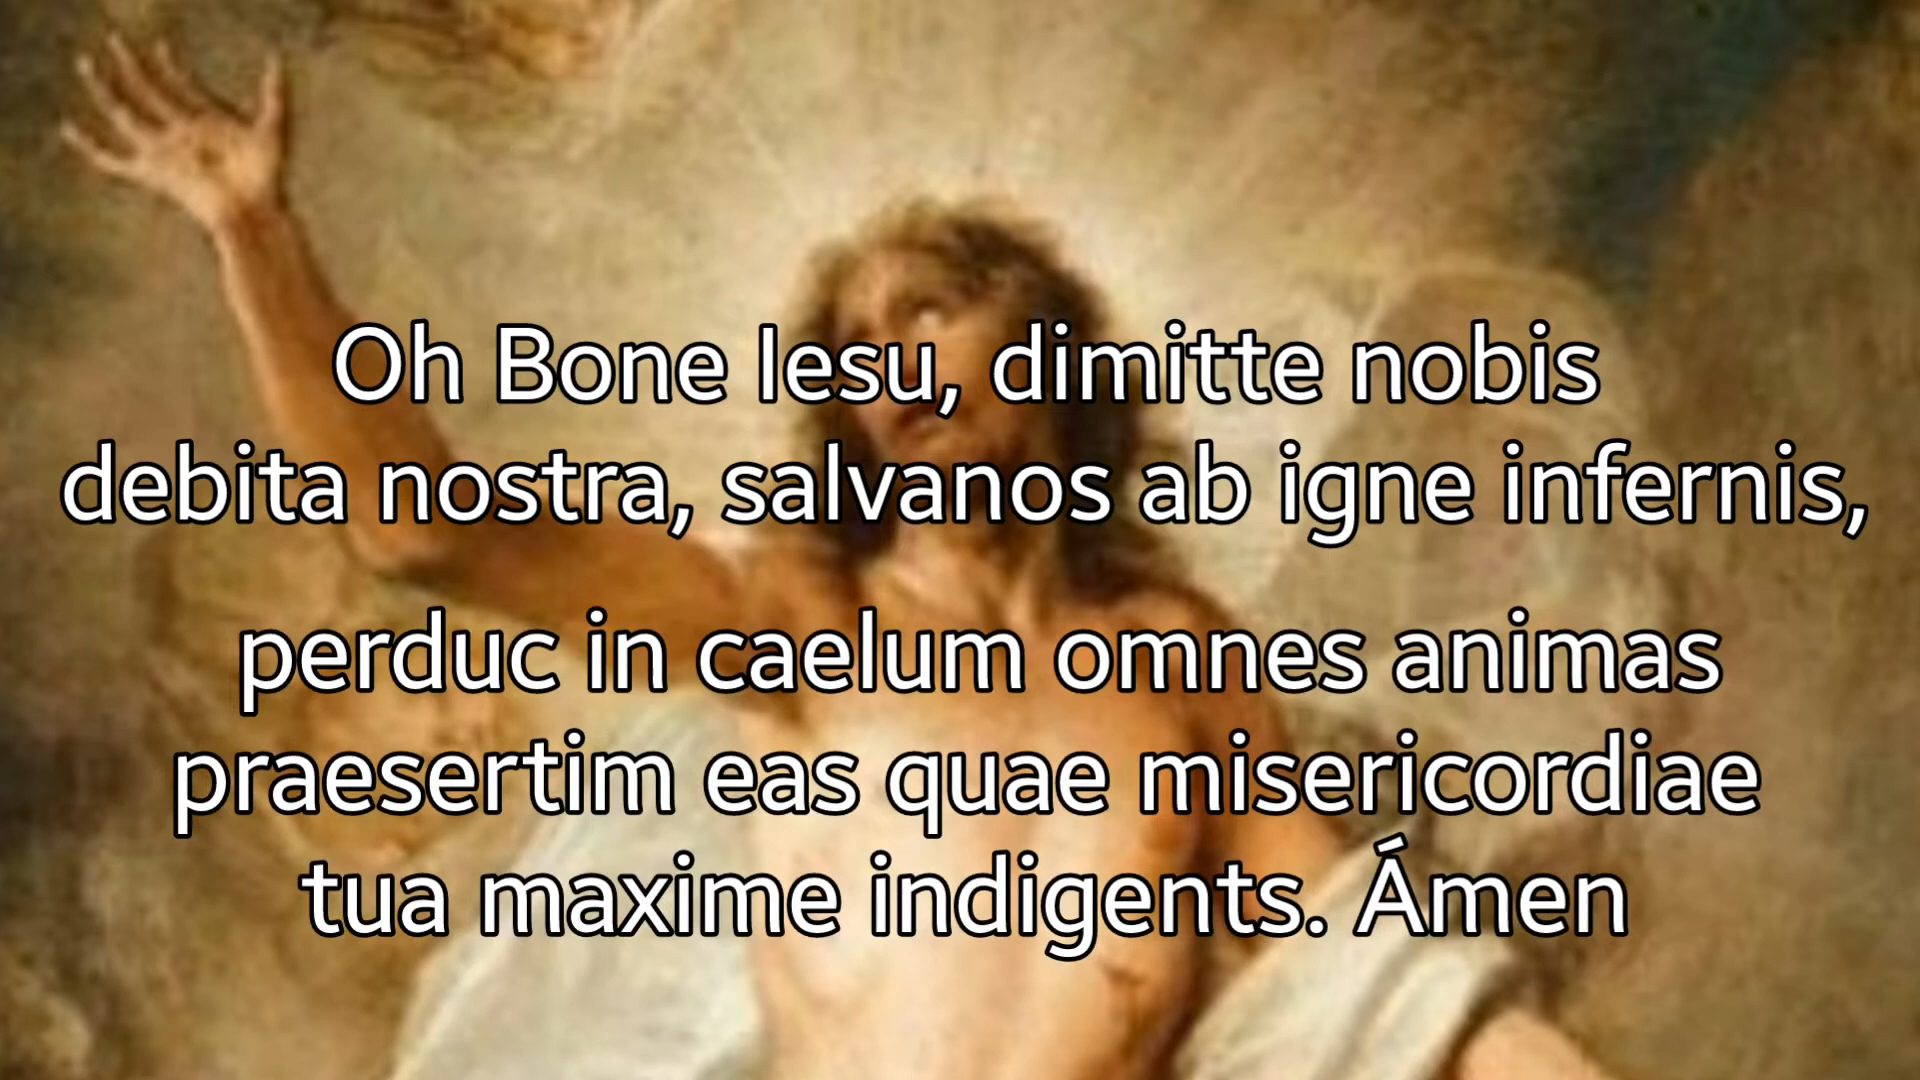 Oh Bone Iesu, dimitte nobis
debita nostra, salvanos ab igne infernis,
perduc in caelum omnes animas
praesertim eas quae misericordiae
tua maxime indigents. Ámen